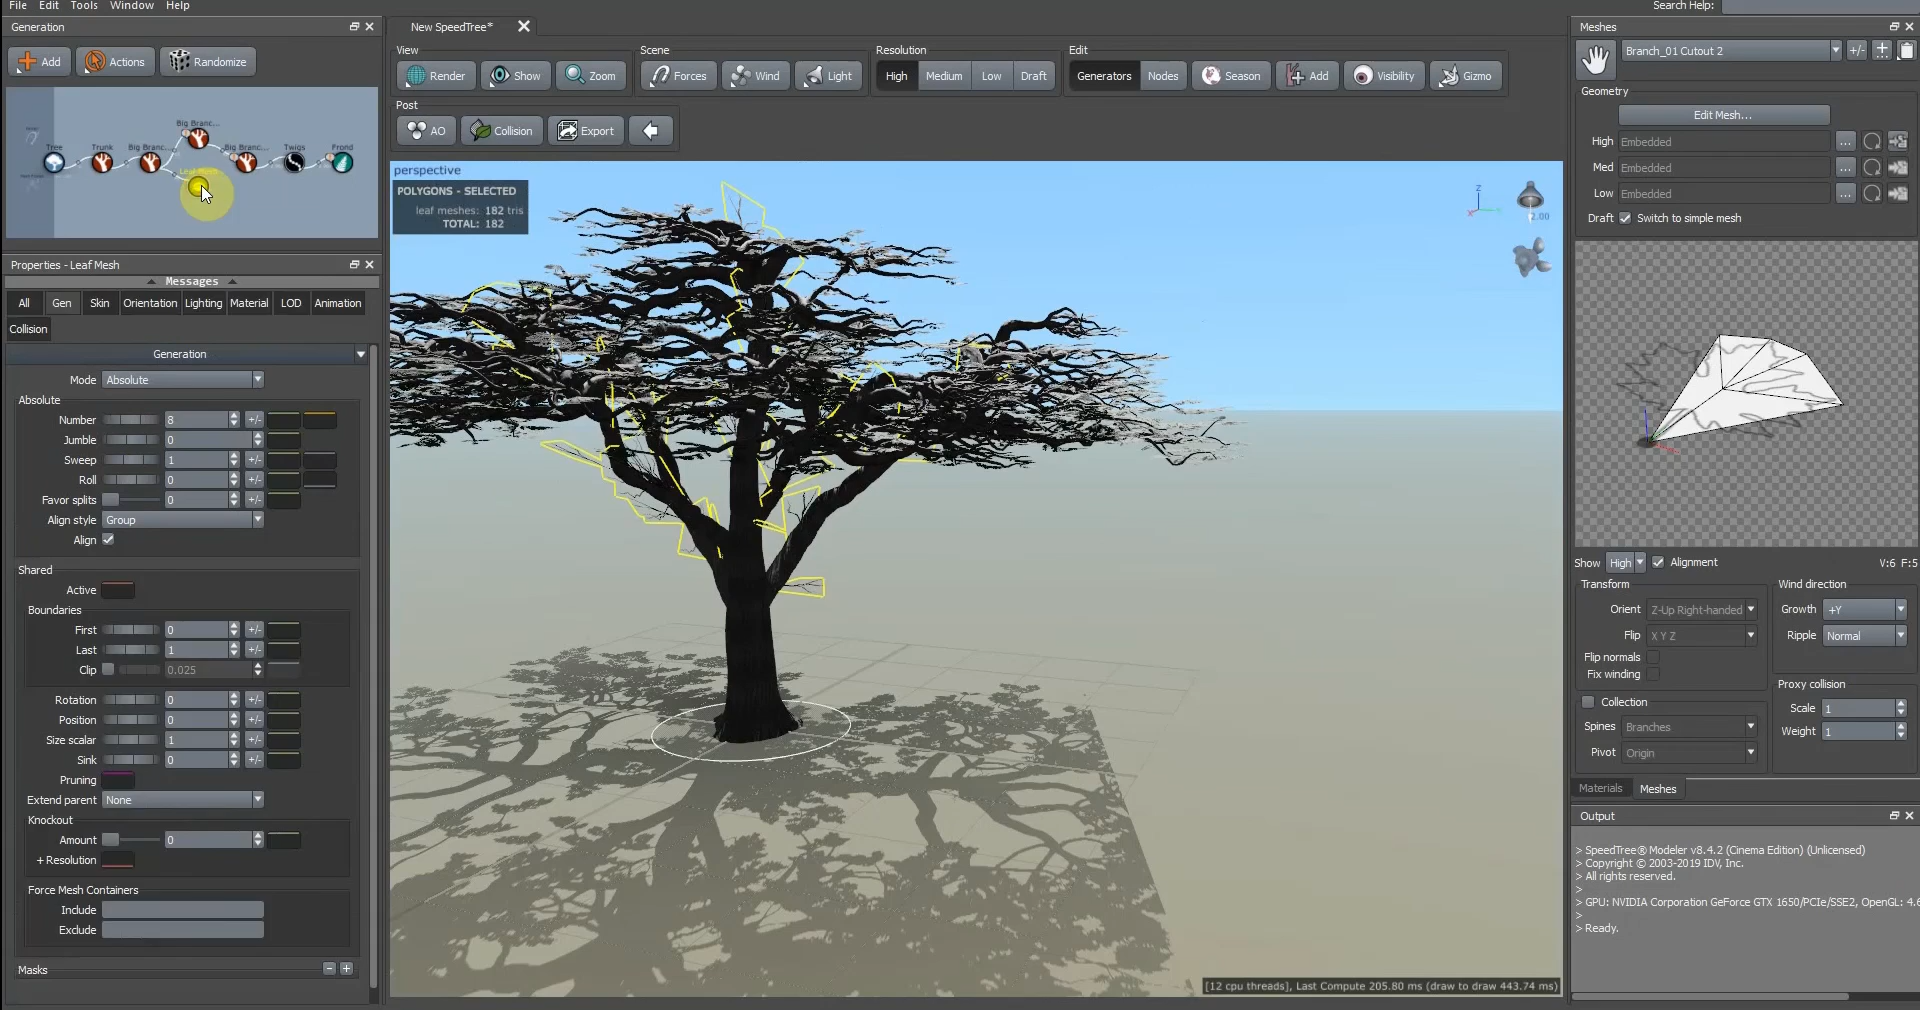 File Edit Tools Window Help
Search Help:
Generation
New SpeedTree*
Meshes
Add Actions Randomize
View
Scene
Resolution
Edit
Render Show Zoom
Forces Wind Light
High Medium Low Draft
Generators Nodes Season Add Visibility Gizmo
Post
AO Collision Export
Branch_01 Cutout 2
+/-
Geometry
Edit Mesh...
High Embedded ...
Med Embedded ...
Low Embedded ...
Draft Switch to simple mesh
Big Branc...
Tree Trunk Big Branc... Big Branc... Twigs Frond
Leaf Mesh
perspective
POLYGONS - SELECTED
leaf meshes: 182 tris
TOTAL: 182
Z
2.00
Properties - Leaf Mesh
Messages
All Gen Skin Orientation Lighting Material LOD Animation
Collision
Generation
Mode Absolute
Absolute
Number 8 +/-
Jumble 0
Sweep 1 +/-
Roll 0 +/-
Favor splits 0 +/-
Align style Group
Align
Shared
Active
Boundaries
First 0 +/-
Last 1 +/-
Clip 0.025
Rotation 0 +/-
Position 0 +/-
Size scalar 1 +/-
Sink 0 +/-
Pruning
Extend parent None
Knockout
Amount 0
+ Resolution
Force Mesh Containers
Include
Exclude
Masks - +
[12 cpu threads], Last Compute 205.80 ms (draw to draw 443.74 ms)
Show High Alignment V:6 F:5
Transform
Wind direction
Orient Z-Up Right-handed
Growth +Y
Flip X Y Z
Ripple Normal
Flip normals
Fix winding
Proxy collision
Collection
Scale 1
Spines Branches
Weight 1
Pivot Origin
Materials Meshes
Output
> SpeedTree® Modeler v8.4.2 (Cinema Edition) (Unlicensed)
> Copyright © 2003-2019 IDV, Inc.
> All rights reserved.
>
> GPU: NVIDIA Corporation GeForce GTX 1650/PCIe/SSE2, OpenGL: 4.6
>
> Ready.